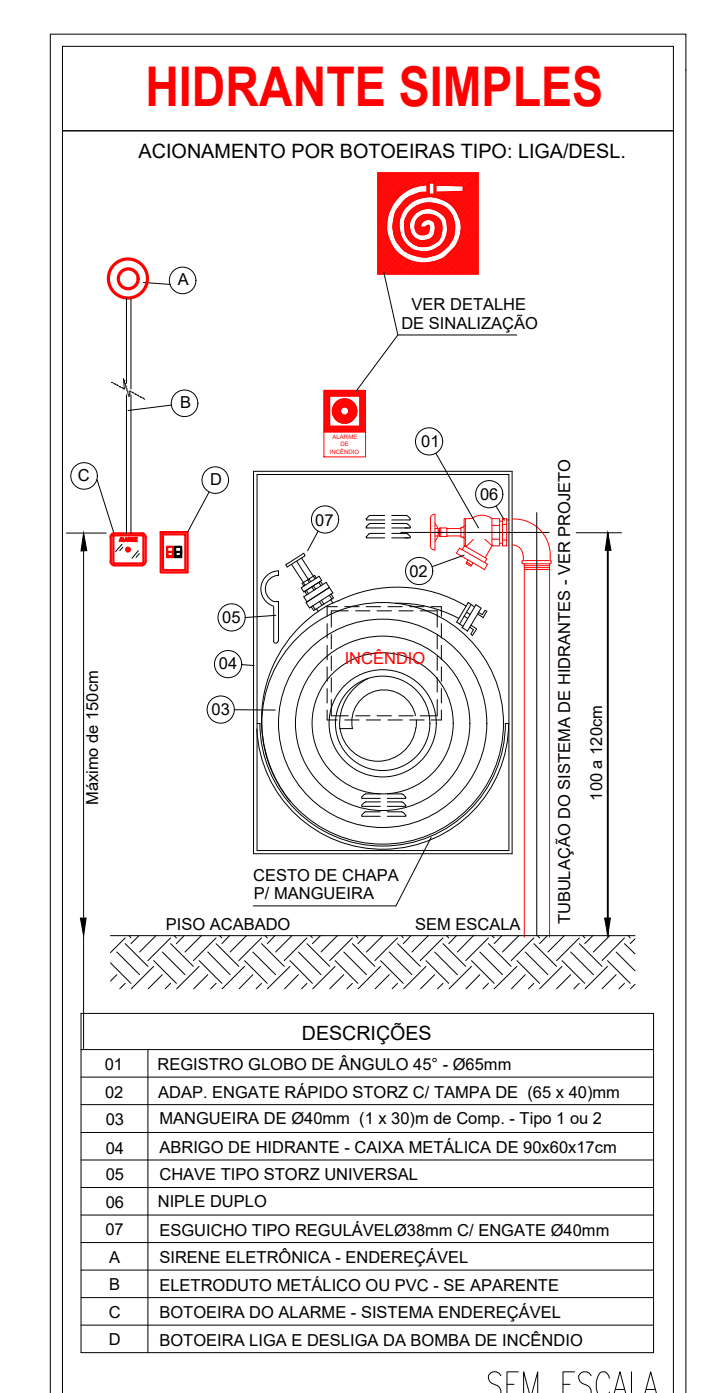 HIDRANTE SIMPLES
ACIONAMENTO POR BOTOEIRAS TIPO: LIGA/DESL.
A
VER DETALHE
DE SINALIZAÇÃO
B
ALARME
DE
INCÊNDIO
01
C
D
06
07
02
05
INCÊNDIO
04
03
Máximo de 150cm
TUBULAÇÃO DO SISTEMA DE HIDRANTES - VER PROJETO
100 a 120cm
CESTO DE CHAPA
P/ MANGUEIRA
PISO ACABADO
SEM ESCALA
DESCRIÇÕES
01 REGISTRO GLOBO DE ÂNGULO 45° - Ø65mm
02 ADAP. ENGATE RÁPIDO STORZ C/ TAMPA DE (65 x 40)mm
03 MANGUEIRA DE Ø40mm (1 x 30)m de Comp. - Tipo 1 ou 2
04 ABRIGO DE HIDRANTE - CAIXA METÁLICA DE 90x60x17cm
05 CHAVE TIPO STORZ UNIVERSAL
06 NIPLE DUPLO
07 ESGUICHO TIPO REGULÁVELØ38mm C/ ENGATE Ø40mm
A SIRENE ELETRÔNICA - ENDEREÇÁVEL
B ELETRODUTO METÁLICO OU PVC - SE APARENTE
C BOTOEIRA DO ALARME - SISTEMA ENDEREÇÁVEL
D BOTOEIRA LIGA E DESLIGA DA BOMBA DE INCÊNDIO
SEM ESCALA